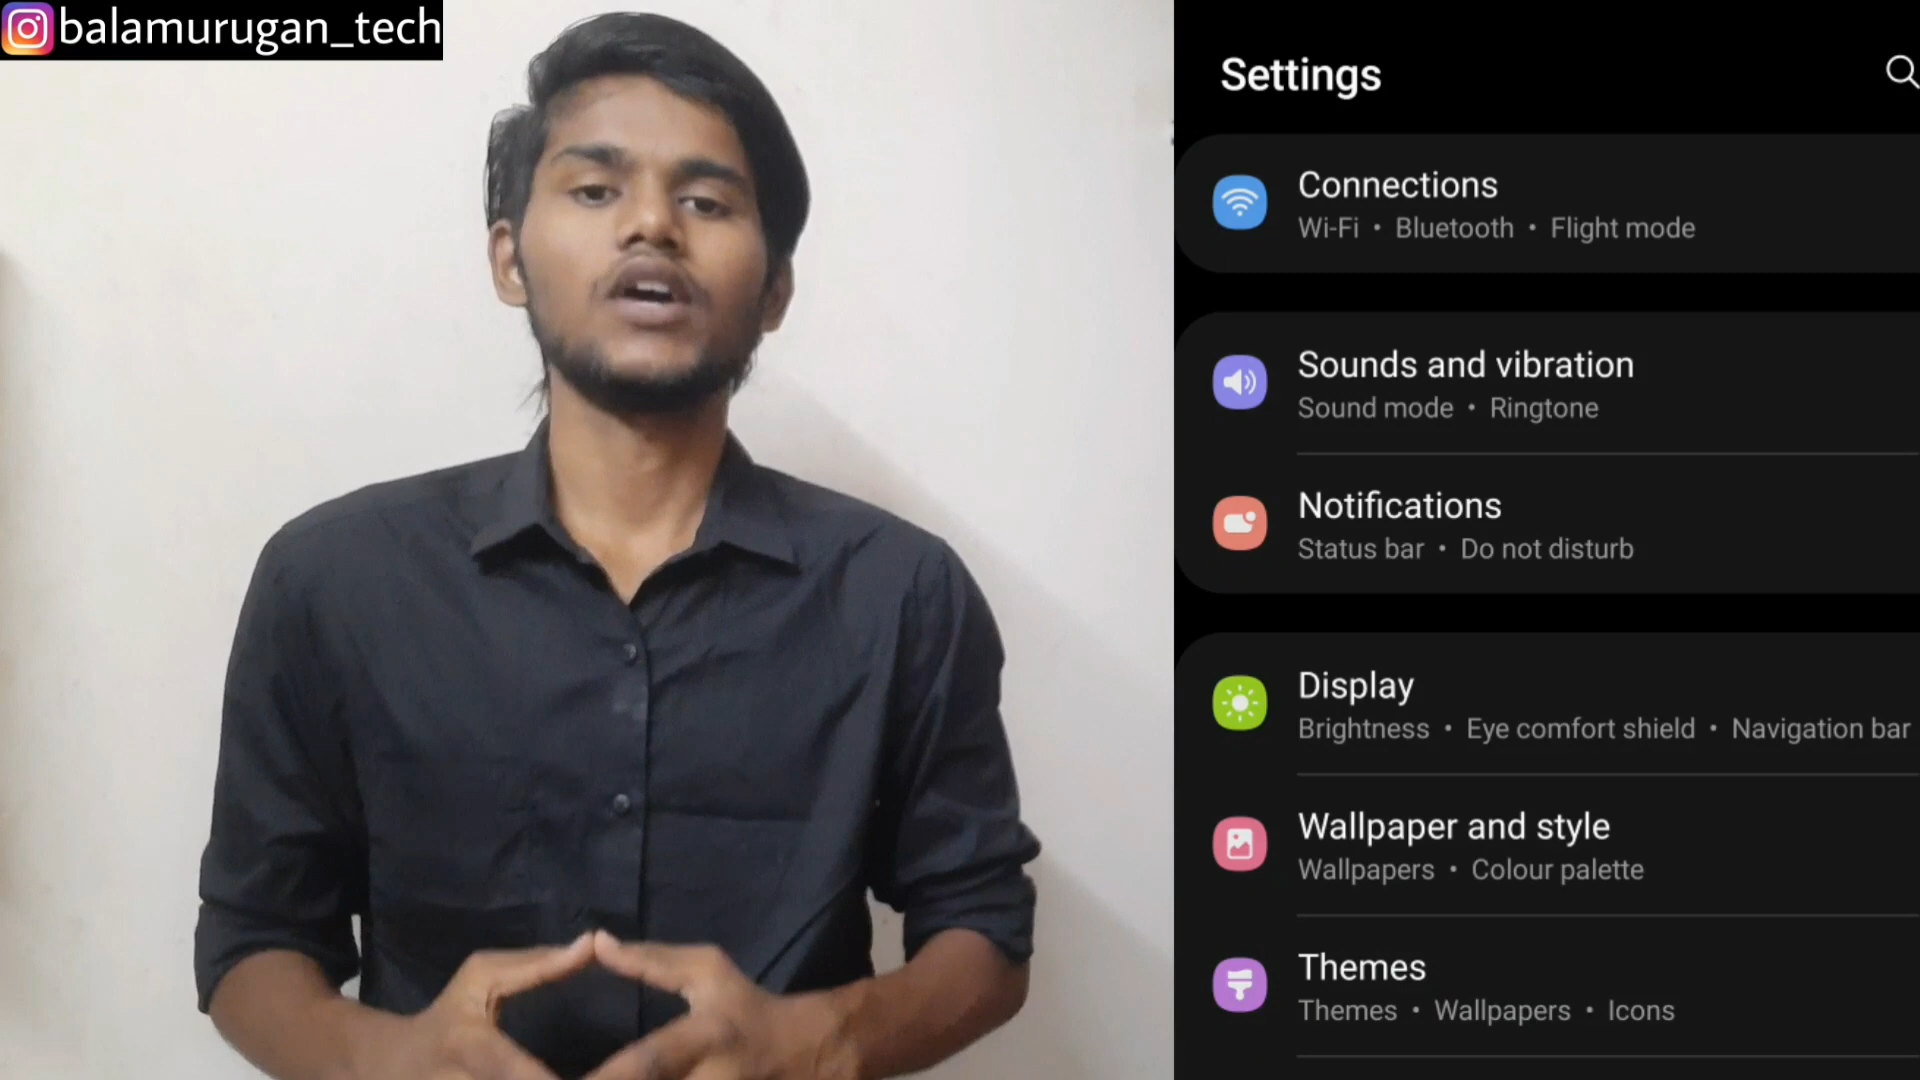 balamurugan_tech
Settings
Connections
Wi-Fi • Bluetooth • Flight mode
Sounds and vibration
Sound mode • Ringtone
Notifications
Status bar • Do not disturb
Display
Brightness • Eye comfort shield • Navigation bar
Wallpaper and style
Wallpapers • Colour palette
Themes
Themes • Wallpapers • Icons